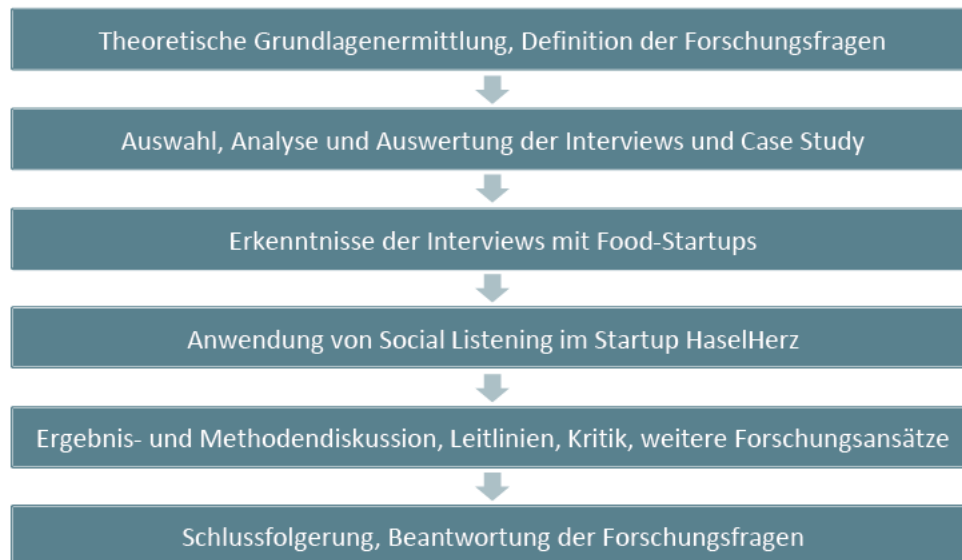 Theoretische Grundlagenermittlung, Definition der Forschungsfragen
Auswahl, Analyse und Auswertung der Interviews und Case Study
Erkenntnisse der Interviews mit Food-Startups
Anwendung von Social Listening im Startup HaselHerz
Ergebnis- und Methodendiskussion, Leitlinien, Kritik, weitere Forschungsansätze
Schlussfolgerung, Beantwortung der Forschungsfragen